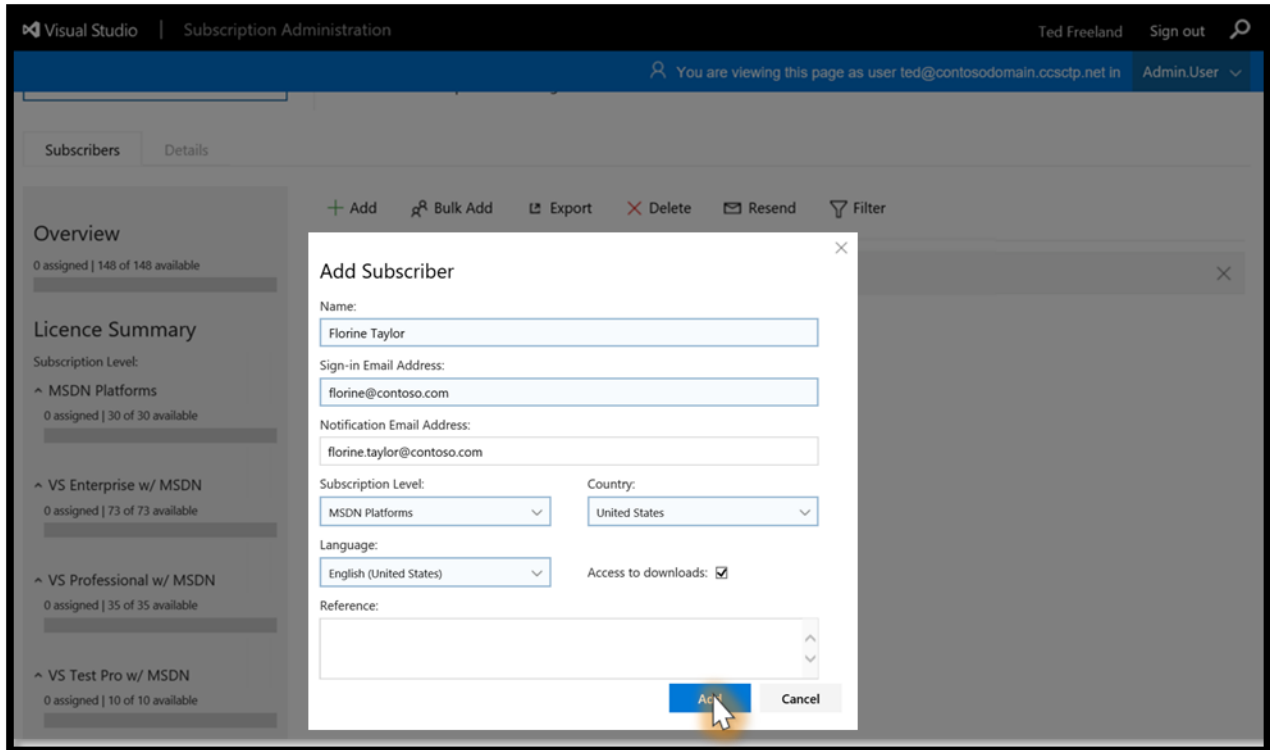 Visual Studio | Subscription Administration
Ted Freeland
Sign out
You are viewing this page as user ted@contosodomain.ccsctp.net in
Admin.User
Subscribers
Details
Add
Bulk Add
Export
Delete
Resend
Filter
Overview
0 assigned | 148 of 148 available
Licence Summary
Subscription Level:
MSDN Platforms
0 assigned | 30 of 30 available
VS Enterprise w/ MSDN
0 assigned | 73 of 73 available
VS Professional w/ MSDN
0 assigned | 35 of 35 available
VS Test Pro w/ MSDN
0 assigned | 10 of 10 available
Add Subscriber
Name:
Florine Taylor
Sign-in Email Address:
florine@contoso.com
Notification Email Address:
florine.taylor@contoso.com
Subscription Level:
Country:
MSDN Platforms
United States
Language:
English (United States)
Access to downloads:
Reference:
Add
Cancel